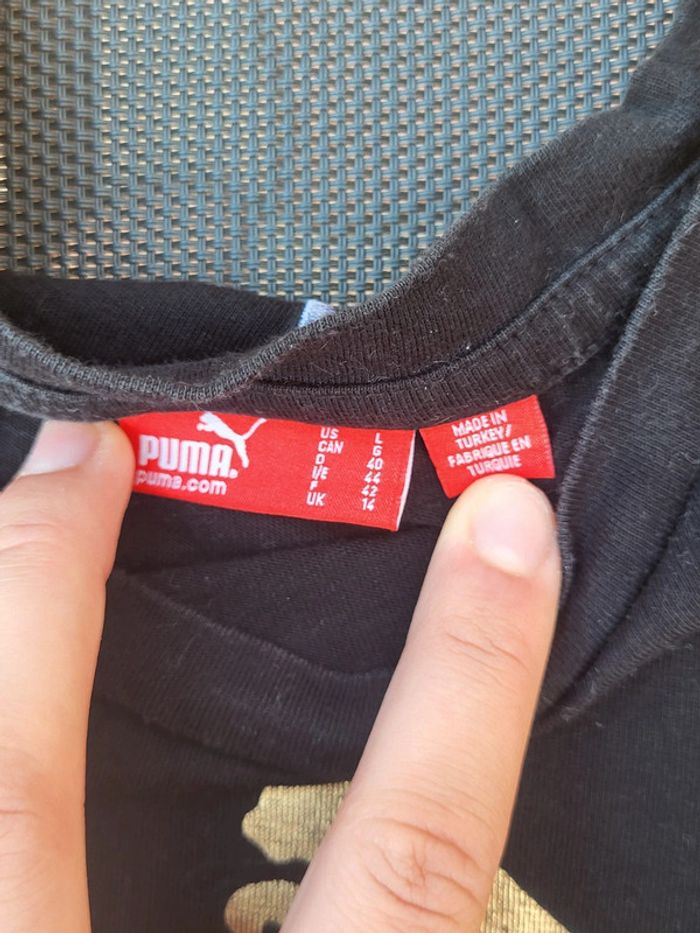 PUMA
puma.com
US L
CAN G
D 40
I/E 44
F 42
UK 14
MADE IN
TURKEY/
FABRIQUE EN
TURQUIE